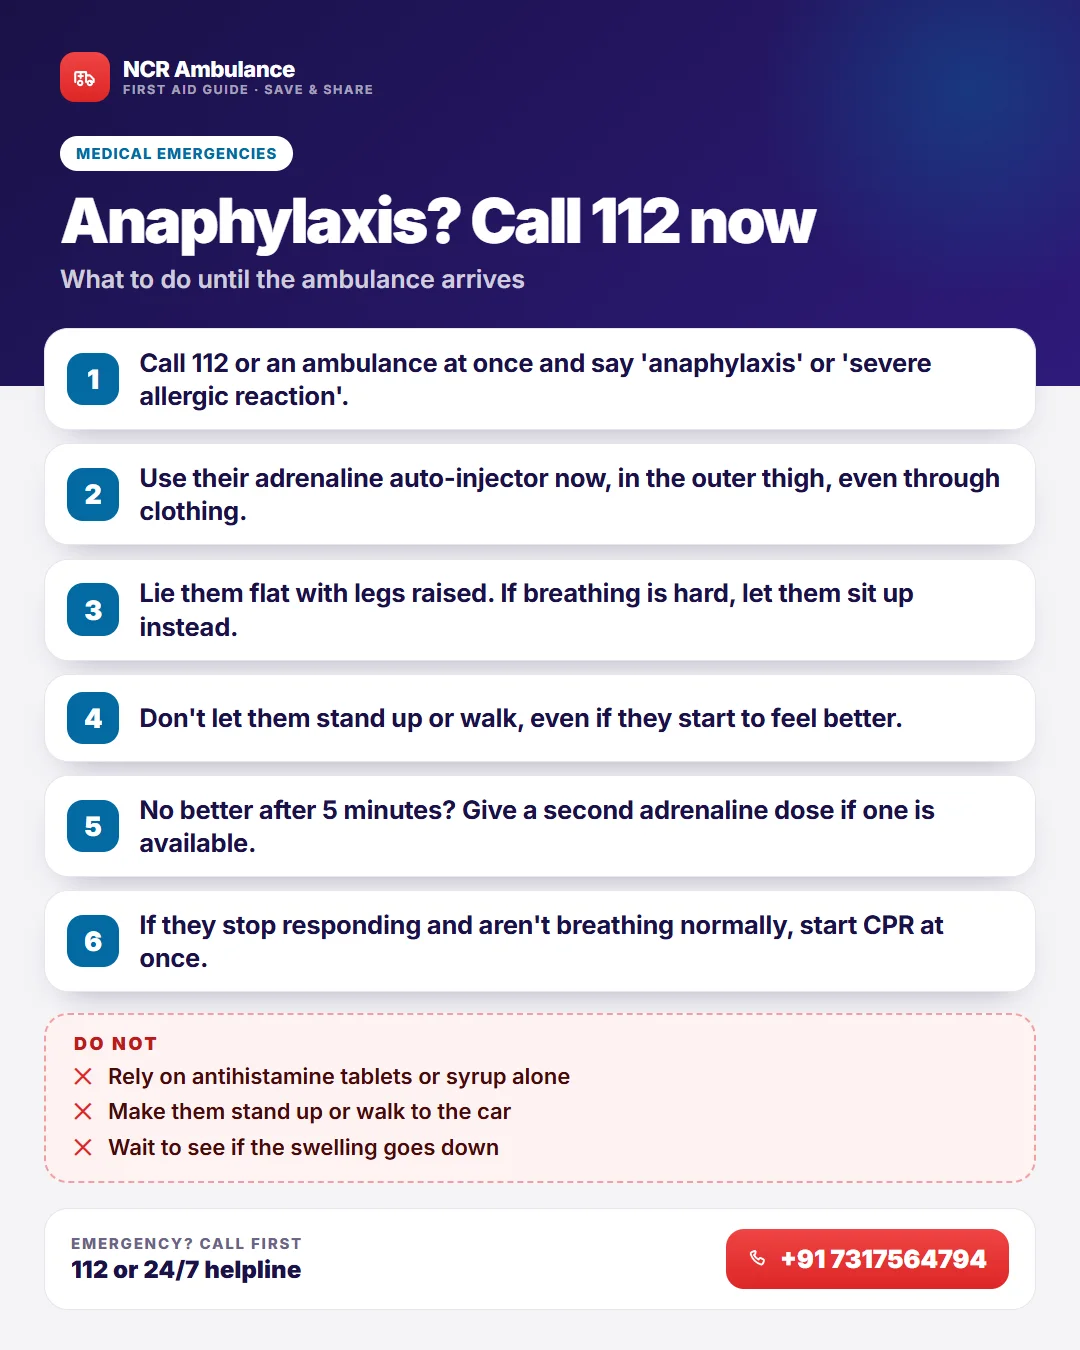 NCR Ambulance
FIRST AID GUIDE · SAVE & SHARE
MEDICAL EMERGENCIES
Anaphylaxis? Call 112 now
What to do until the ambulance arrives
1
Call 112 or an ambulance at once and say 'anaphylaxis' or 'severe
allergic reaction'.
2
Use their adrenaline auto-injector now, in the outer thigh, even through
clothing.
3
Lie them flat with legs raised. If breathing is hard, let them sit up
instead.
4
Don't let them stand up or walk, even if they start to feel better.
5
No better after 5 minutes? Give a second adrenaline dose if one is
available.
6
If they stop responding and aren't breathing normally, start CPR at
once.
DO NOT
Rely on antihistamine tablets or syrup alone
Make them stand up or walk to the car
Wait to see if the swelling goes down
EMERGENCY? CALL FIRST
112 or 24/7 helpline
+91 7317564794